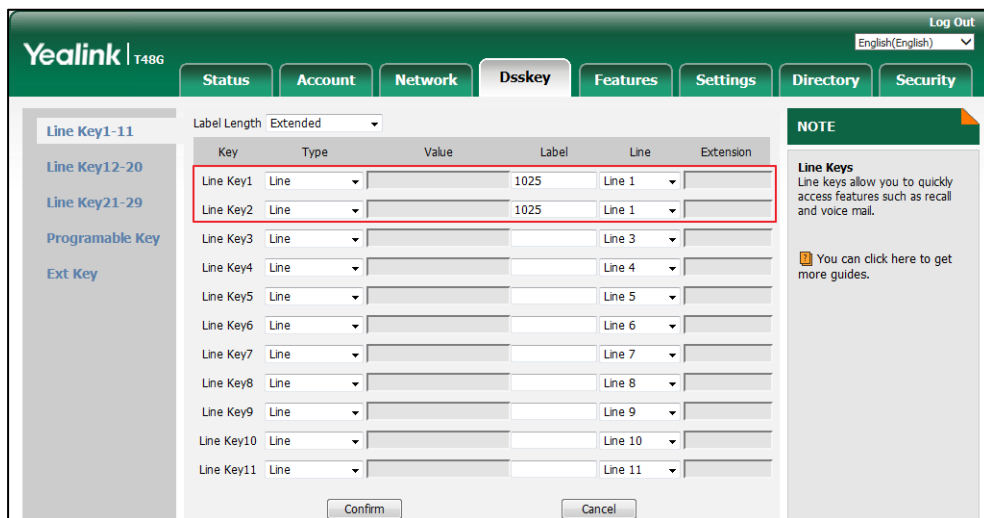 Log Out
Yealink T48G
English(English)
Status Account Network Dsskey Features Settings Directory Security
Line Key1-11
Line Key12-20
Line Key21-29
Programable Key
Ext Key
Label Length Extended
Key Type Value Label Line Extension
Line Key1 Line 1025 Line 1
Line Key2 Line 1025 Line 1
Line Key3 Line Line 3
Line Key4 Line Line 4
Line Key5 Line Line 5
Line Key6 Line Line 6
Line Key7 Line Line 7
Line Key8 Line Line 8
Line Key9 Line Line 9
Line Key10 Line Line 10
Line Key11 Line Line 11
Confirm Cancel
NOTE
Line Keys
Line keys allow you to quickly
access features such as recall
and voice mail.
You can click here to get
more guides.